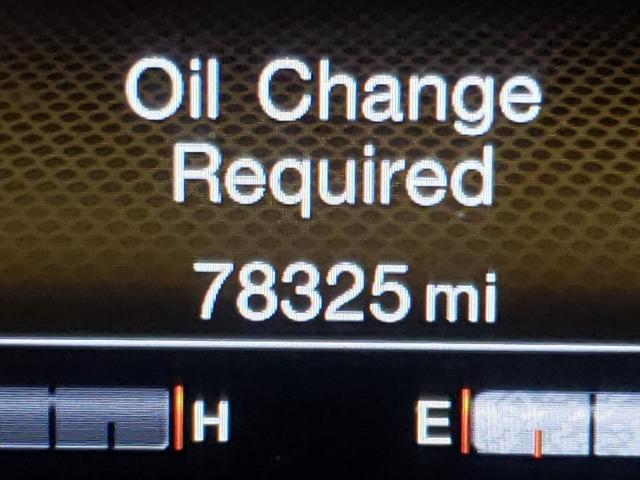 Oil Change
Required
78325 mi
H E